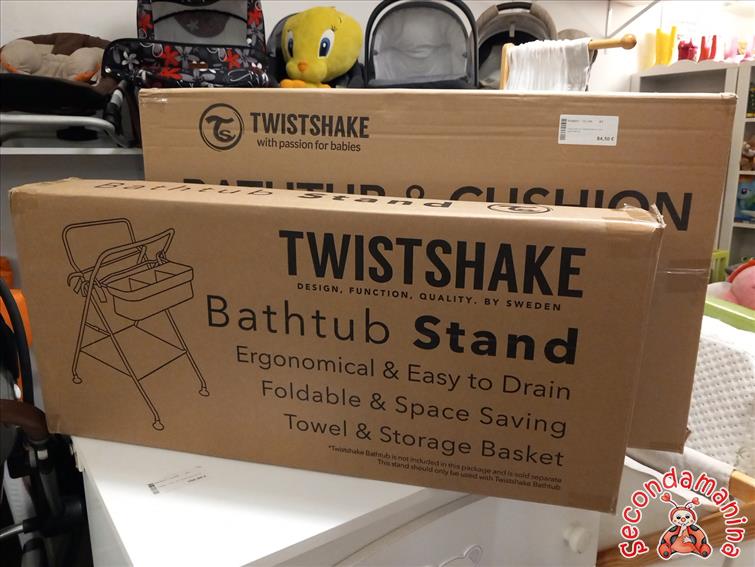 TWISTSHAKE
with passion for babies
84,50 €
BATHTUB & CUSHION
Bathtub Stand
TWISTSHAKE
DESIGN, FUNCTION, QUALITY. BY SWEDEN
Bathtub Stand
Ergonomical & Easy to Drain
Foldable & Space Saving
Towel & Storage Basket
*Twistshake Bathtub is not included in this package and is sold separate
This stand should only be used with Twistshake Bathtub
Secondamanina